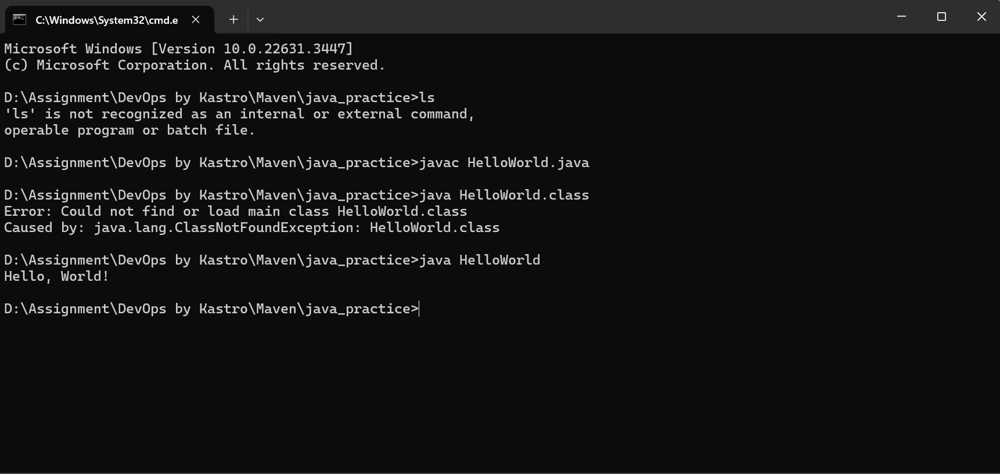 C:\Windows\System32\cmd.e
Microsoft Windows [Version 10.0.22631.3447]
(c) Microsoft Corporation. All rights reserved.
D:\Assignment\DevOps by Kastro\Maven\java_practice>ls
'ls' is not recognized as an internal or external command,
operable program or batch file.
D:\Assignment\DevOps by Kastro\Maven\java_practice>javac HelloWorld.java
D:\Assignment\DevOps by Kastro\Maven\java_practice>java HelloWorld.class
Error: Could not find or load main class HelloWorld.class
Caused by: java.lang.ClassNotFoundException: HelloWorld.class
D:\Assignment\DevOps by Kastro\Maven\java_practice>java HelloWorld
Hello, World!
D:\Assignment\DevOps by Kastro\Maven\java_practice>